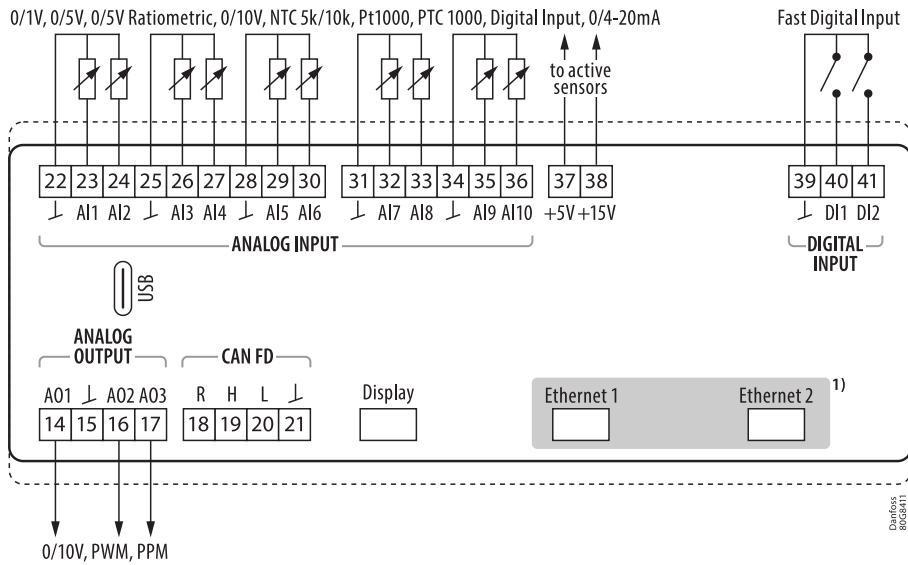 0/1V, 0/5V, 0/5V Ratiometric, 0/10V, NTC 5k/10k, Pt1000, PTC 1000, Digital Input, 0/4-20mA
Fast Digital Input
to active
sensors
22 23 24 25 26 27 28 29 30 31 32 33 34 35 36 37 38 39 40 41
⊥ AI1 AI2 ⊥ AI3 AI4 ⊥ AI5 AI6 ⊥ AI7 AI8 ⊥ AI9 AI10 +5V +15V ⊥ DI1 DI2
ANALOG INPUT
DIGITAL
INPUT
USB
ANALOG
OUTPUT
CAN FD
AO1 ⊥ AO2 AO3
R H L ⊥
Display
Ethernet 1
Ethernet 2
1)
14 15 16 17
18 19 20 21
0/10V, PWM, PPM
Danfoss
80G8411